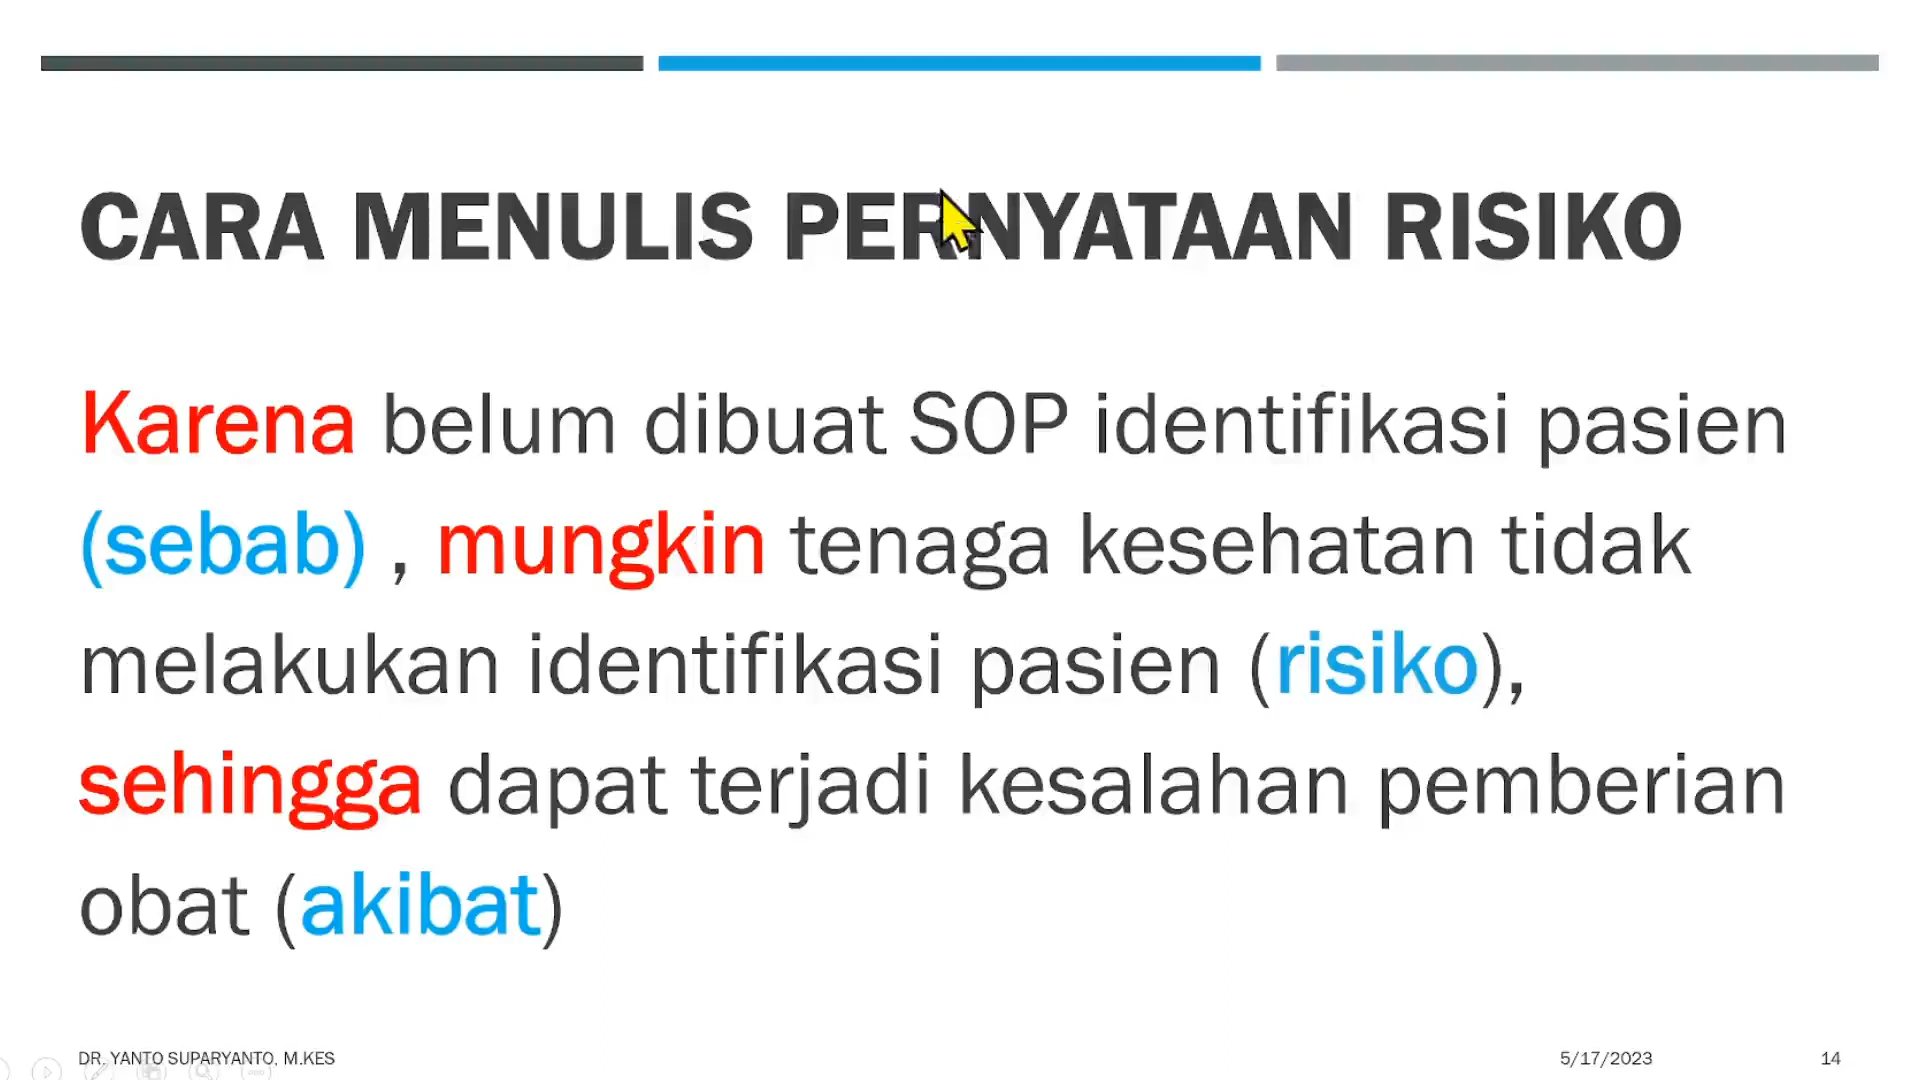 CARA MENULIS PERNYATAAN RISIKO
Karena belum dibuat SOP identifikasi pasien
(sebab) , mungkin tenaga kesehatan tidak
melakukan identifikasi pasien (risiko),
sehingga dapat terjadi kesalahan pemberian
obat (akibat)
DR. YANTO SUPARYANTO, M.KES
5/17/2023
14